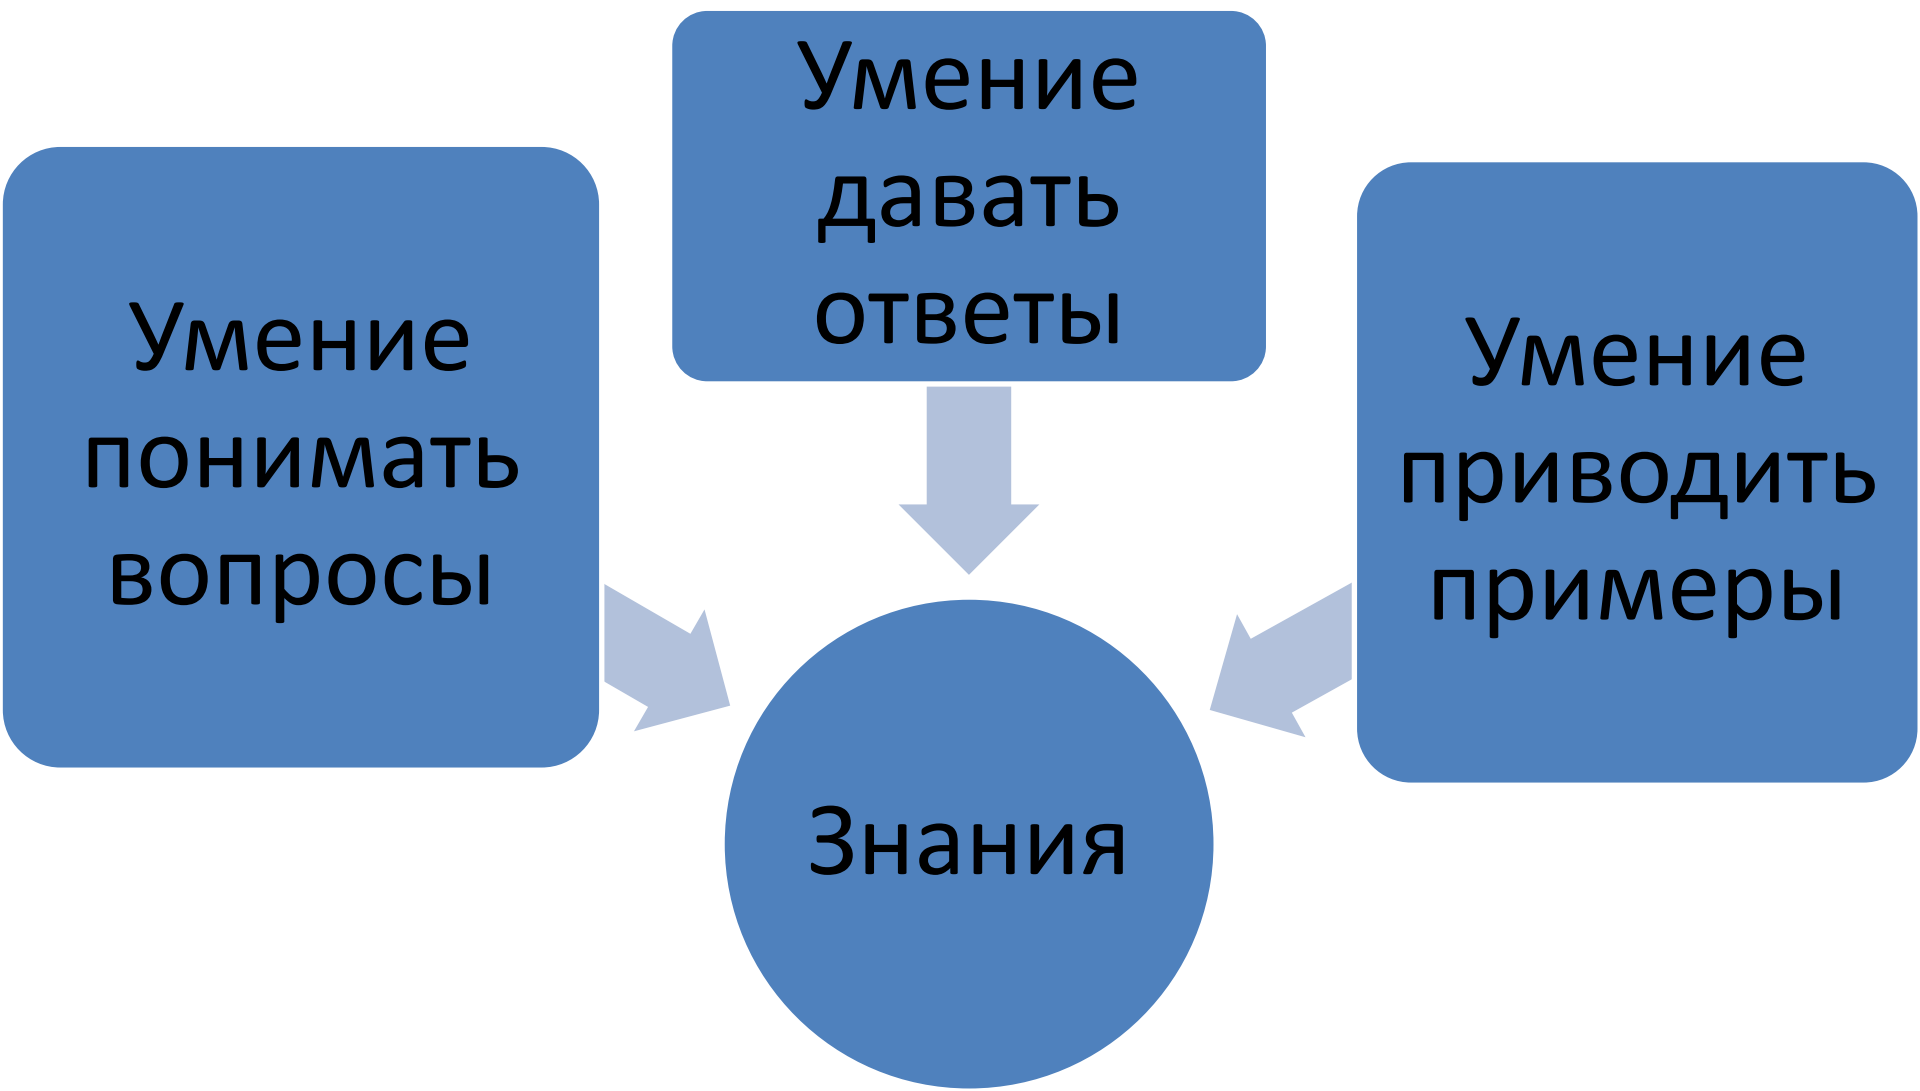 Умение
понимать
вопросы
Умение
давать
ответы
Умение
приводить
примеры
Знания